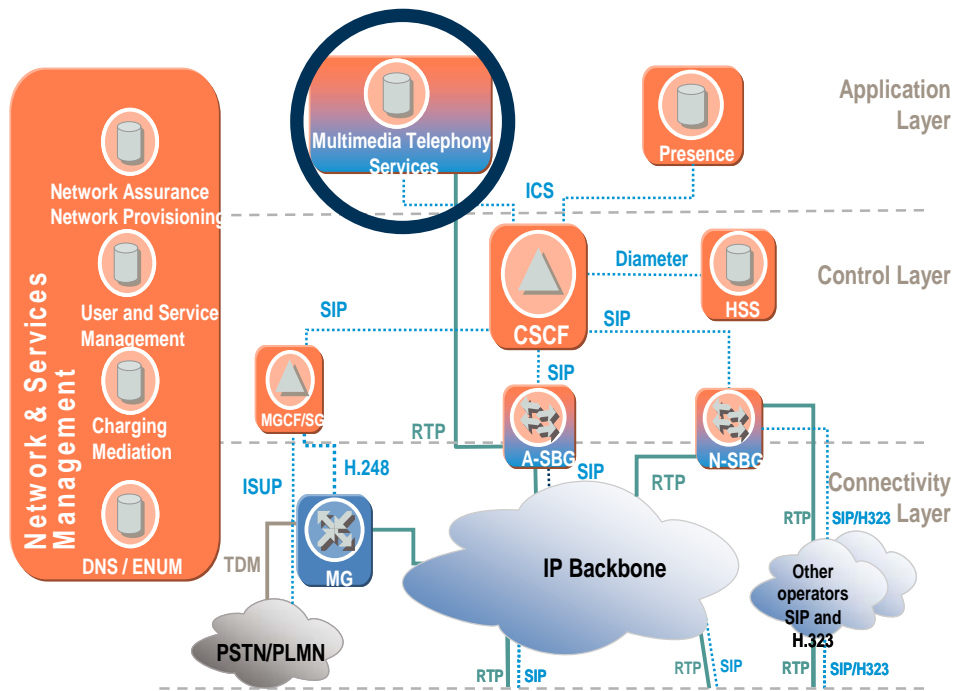 Network & Services
Management
Network Assurance
Network Provisioning
User and Service
Management
Charging
Mediation
DNS / ENUM
Multimedia Telephony
Services
Presence
Application
Layer
ICS
CSCF
Diameter
HSS
Control Layer
SIP
SIP
SIP
MGCF/SG
RTP
A-SBG
N-SBG
ISUP
H.248
SIP
RTP
Connectivity
Layer
RTP
SIP/H323
TDM
MG
IP Backbone
Other
operators
SIP and
H.323
PSTN/PLMN
RTP
SIP
RTP
SIP
RTP
SIP/H323